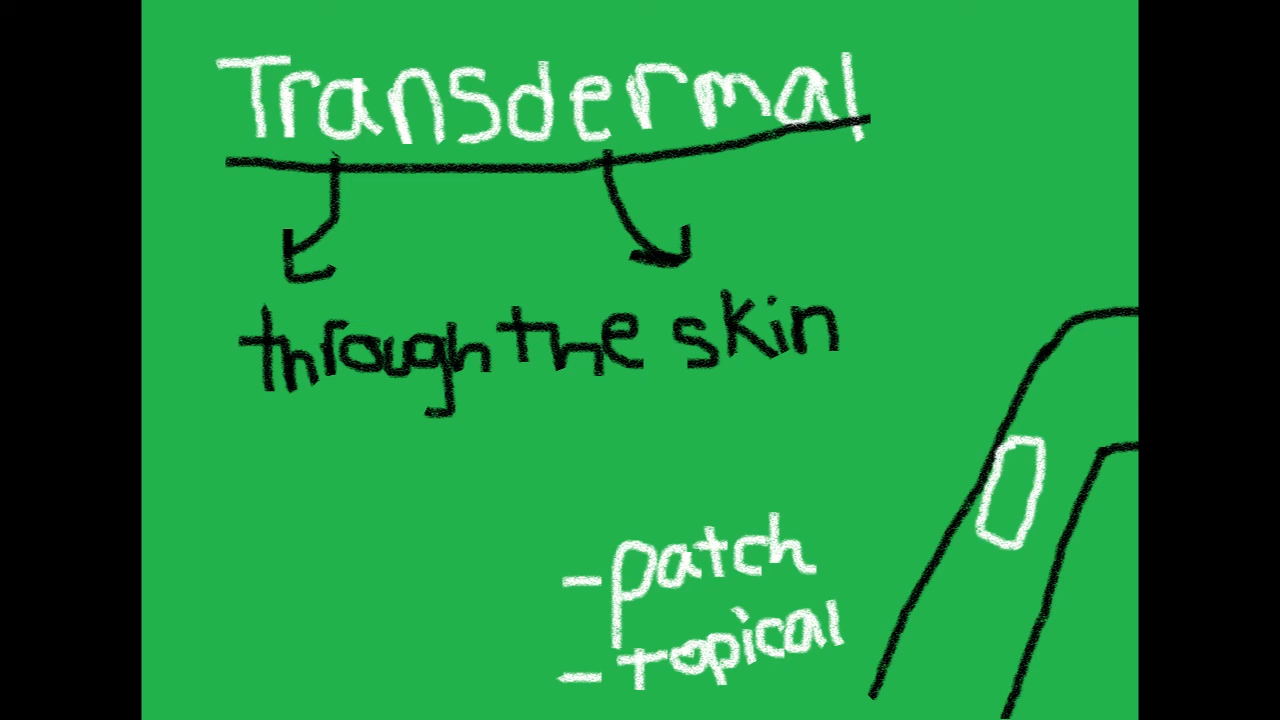 Transdermal
through the skin
- patch
- topical